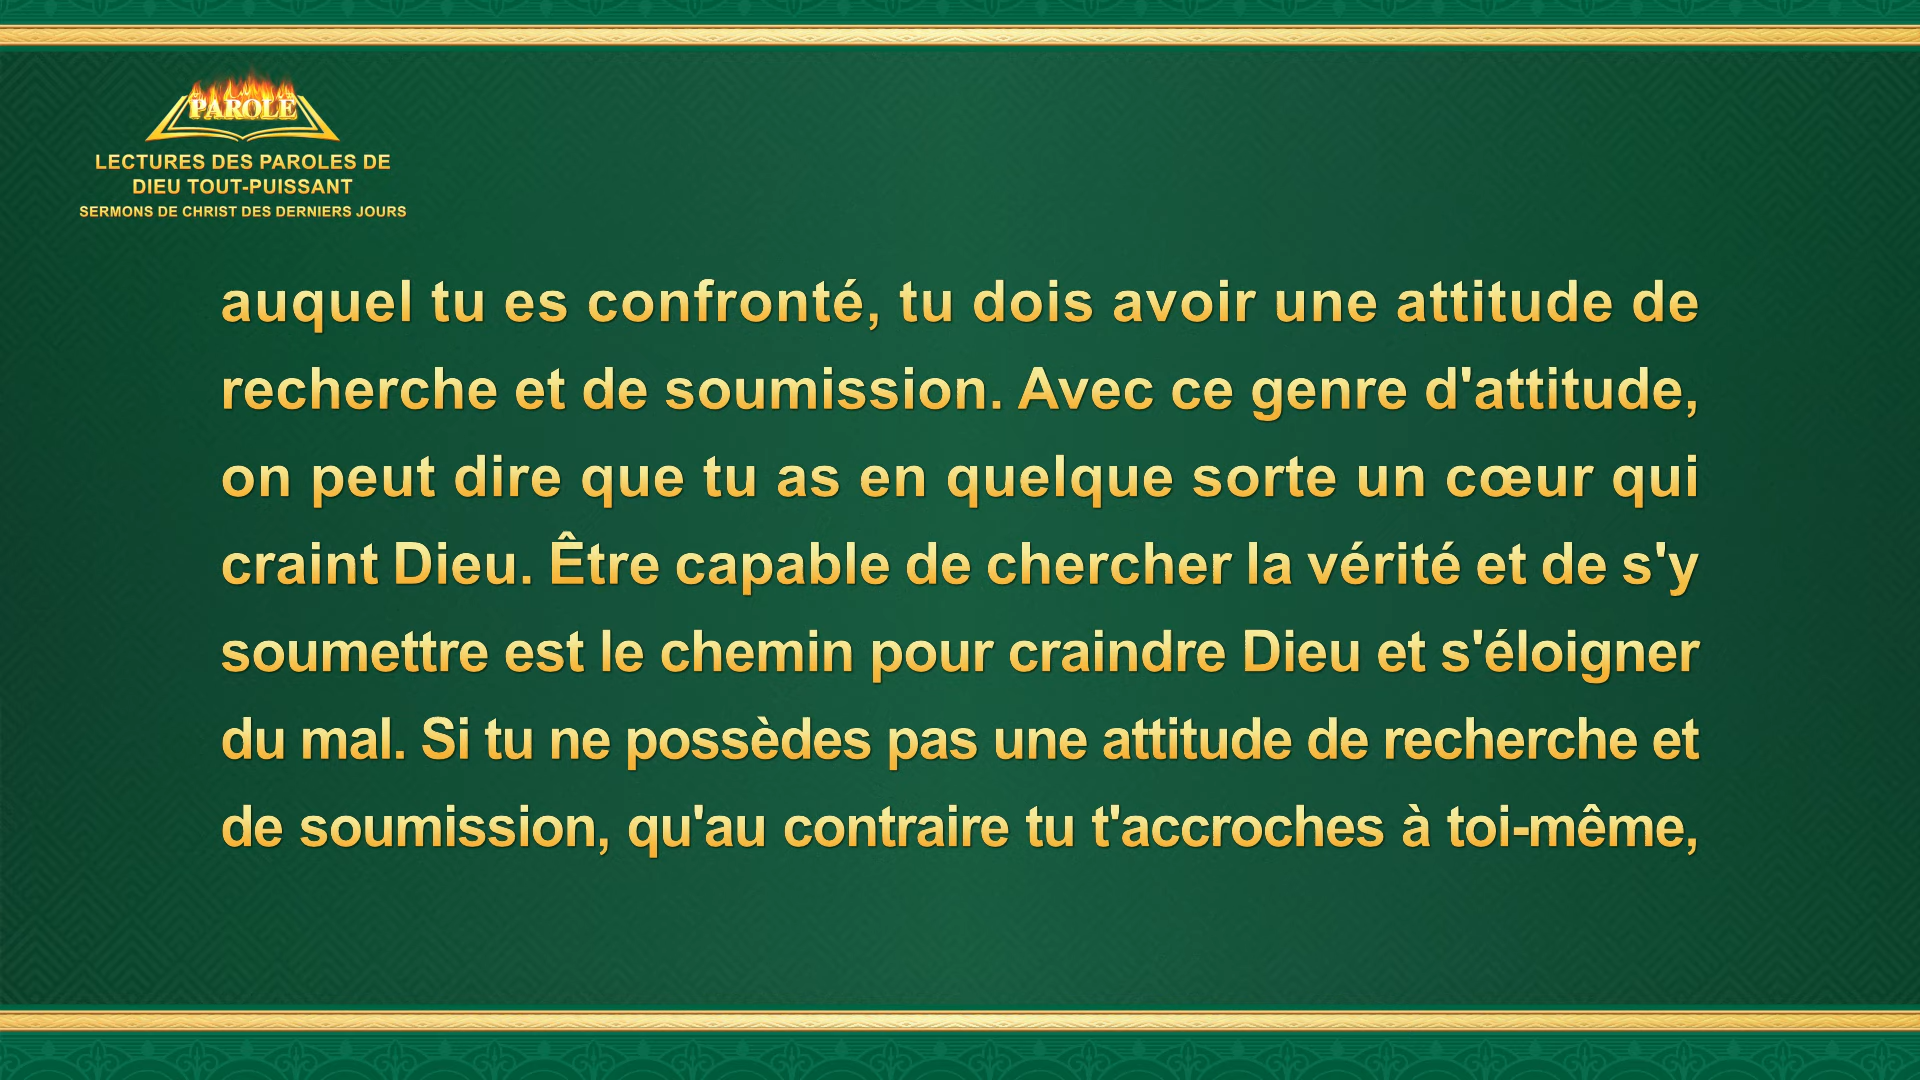 PAROLE
LECTURES DES PAROLES DE
DIEU TOUT-PUISSANT
SERMONS DE CHRIST DES DERNIERS JOURS
auquel tu es confronté, tu dois avoir une attitude de
recherche et de soumission. Avec ce genre d'attitude,
on peut dire que tu as en quelque sorte un cœur qui
craint Dieu. Être capable de chercher la vérité et de s'y
soumettre est le chemin pour craindre Dieu et s'éloigner
du mal. Si tu ne possèdes pas une attitude de recherche et
de soumission, qu'au contraire tu t'accroches à toi-même,